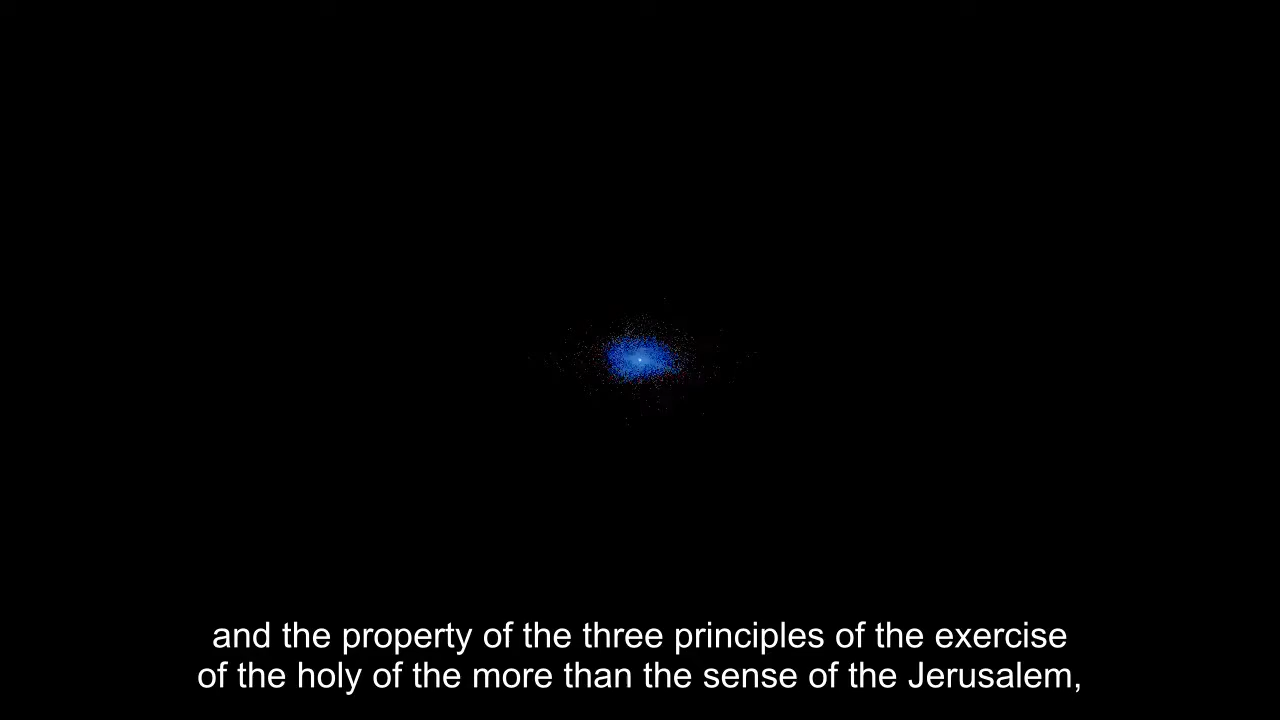 and the property of the three principles of the exercise
of the holy of the more than the sense of the Jerusalem,